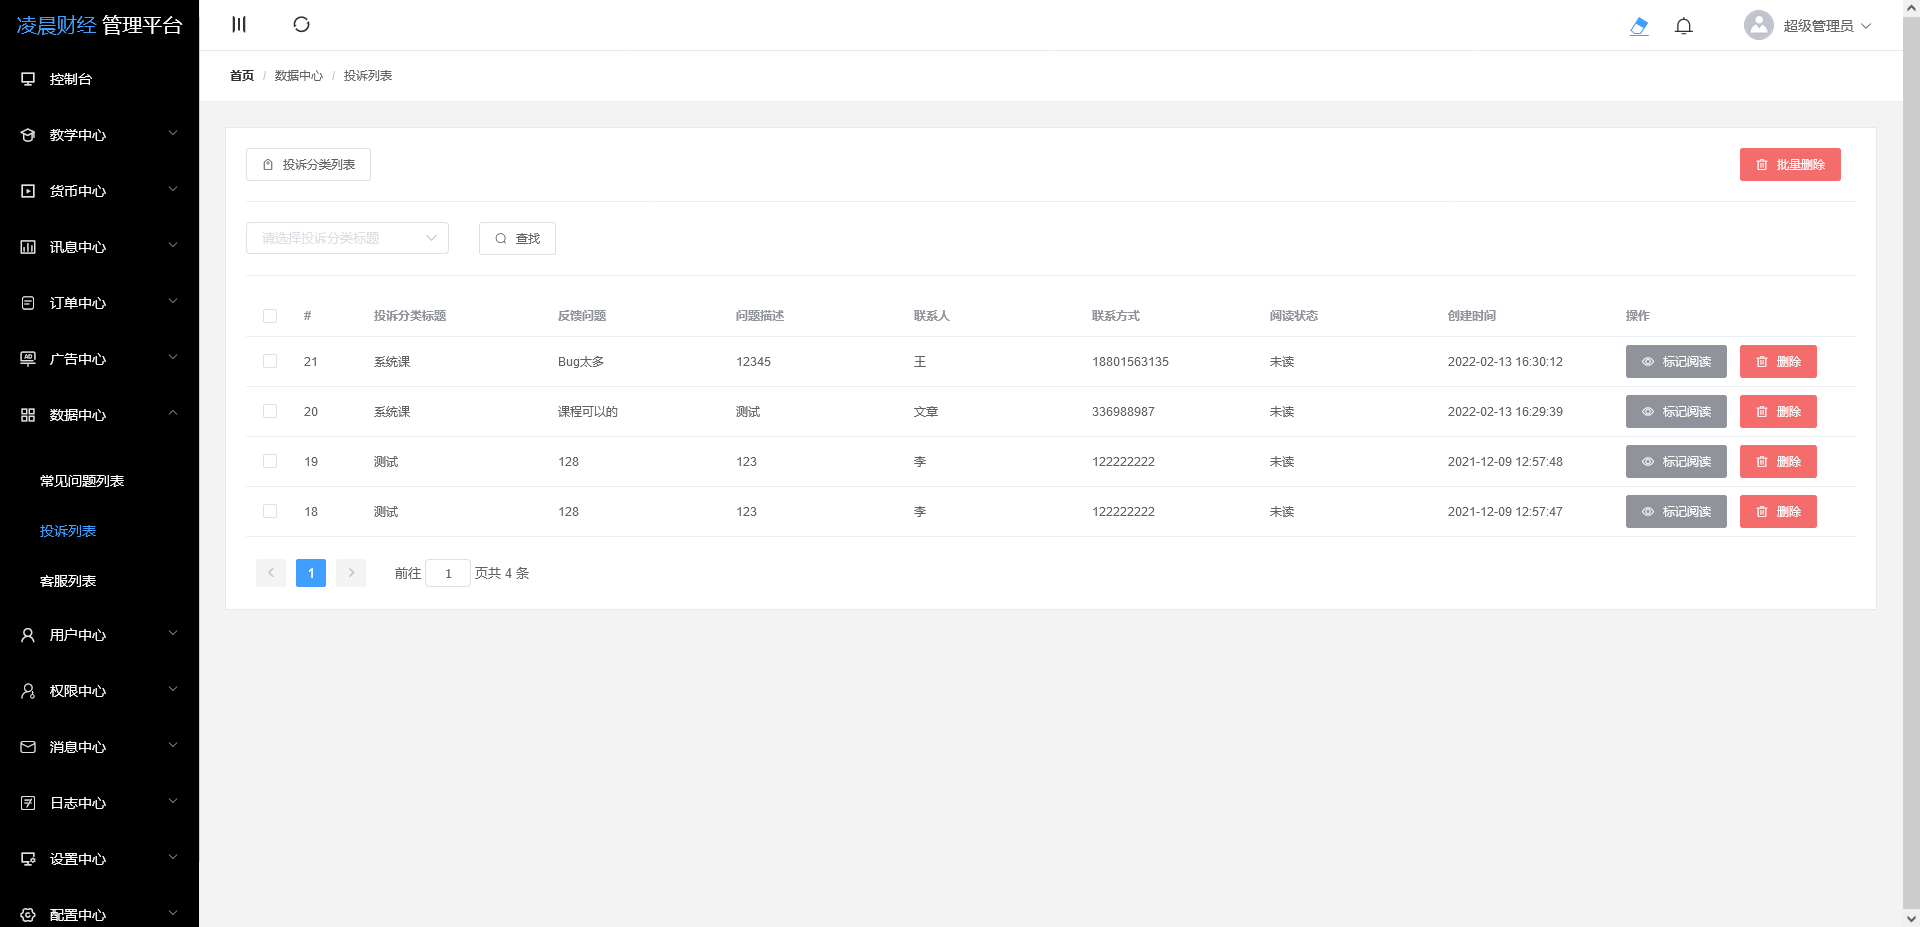 凌晨财经 管理平台
超级管理员
控制台
教学中心
货币中心
讯息中心
订单中心
广告中心
数据中心
常见问题列表
投诉列表
客服列表
用户中心
权限中心
消息中心
日志中心
设置中心
配置中心
首页 / 数据中心 / 投诉列表
投诉分类列表
批量删除
请选择投诉分类标题
查找
# 投诉分类标题 反馈问题 问题描述 联系人 联系方式 阅读状态 创建时间 操作
21 系统课 Bug太多 12345 王 18801563135 未读 2022-02-13 16:30:12 标记阅读 删除
20 系统课 课程可以的 测试 文章 336988987 未读 2022-02-13 16:29:39 标记阅读 删除
19 测试 128 123 李 122222222 未读 2021-12-09 12:57:48 标记阅读 删除
18 测试 128 123 李 122222222 未读 2021-12-09 12:57:47 标记阅读 删除
1 前往 1 页共 4 条